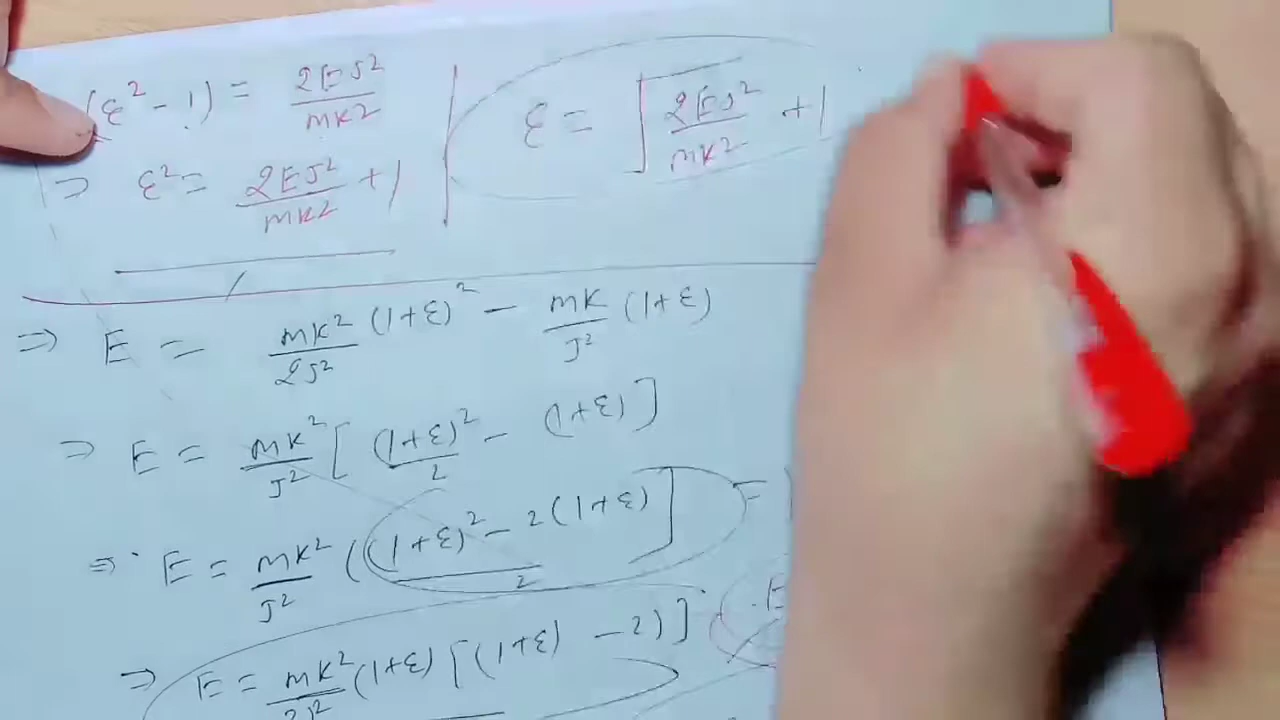 (ε² - 1) = 2EJ²/mk²
ε = √(2EJ²/mk² + 1)
⇒ ε² = 2EJ²/mk² + 1
⇒ E = mk²/2J² (1+ε)² - mk/J² (1+ε)
⇒ E = mk²/J² [ (1+ε)²/2 - (1+ε) ]
⇒ E = mk²/J² ( (1+ε)² - 2(1+ε)/2 ] =
E
⇒ E = mk²/2J² (1+ε) [(1+ε) - 2) ]